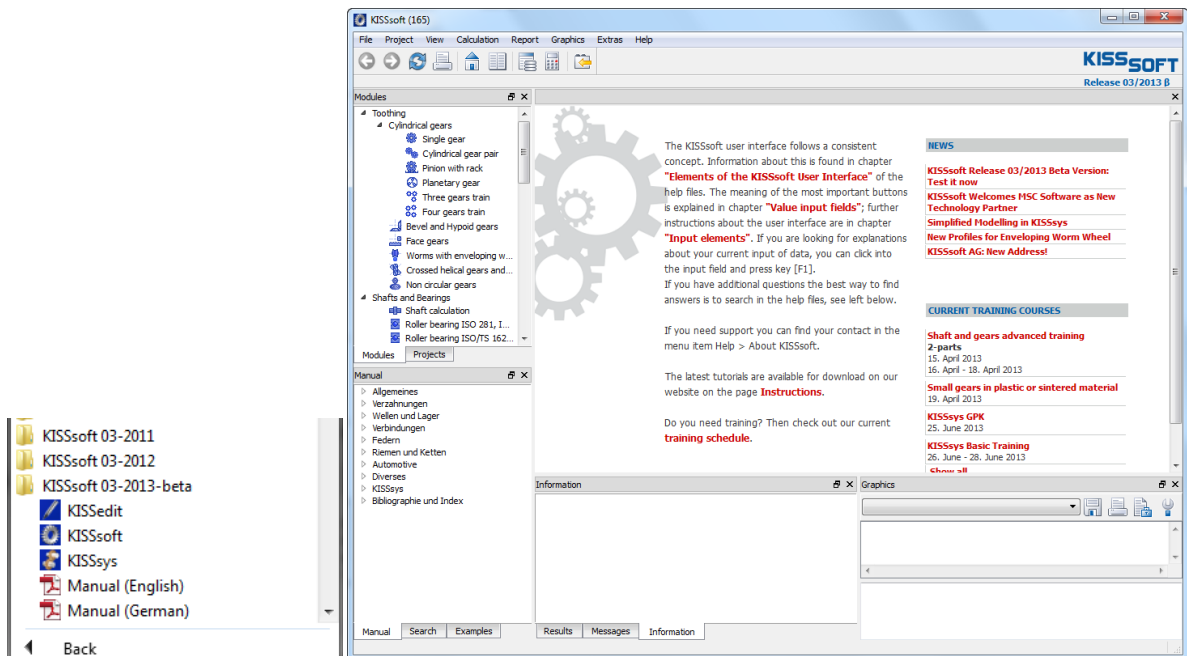 KISSsoft 03-2011
KISSsoft 03-2012
KISSsoft 03-2013-beta
KISSedit
KISSsoft
KISSsys
Manual (English)
Manual (German)
Back
KISSsoft (165)
File Project View Calculation Report Graphics Extras Help
KISSSOFT
Release 03/2013 β
Modules
Toothing
Cylindrical gears
Single gear
Cylindrical gear pair
Pinion with rack
Planetary gear
Three gears train
Four gears train
Bevel and Hypoid gears
Face gears
Worms with enveloping w...
Crossed helical gears and...
Non circular gears
Shafts and Bearings
Shaft calculation
Roller bearing ISO 281, I...
Roller bearing ISO/TS 162...
Modules Projects
Manual
Allgemeines
Verzahnungen
Wellen und Lager
Verbindungen
Federn
Riemen und Ketten
Automotive
Diverses
KISSsys
Bibliographie und Index
Manual Search Examples
The KISSsoft user interface follows a consistent
concept. Information about this is found in chapter
"Elements of the KISSsoft User Interface" of the
help files. The meaning of the most important buttons
is explained in chapter "Value input fields"; further
instructions about the user interface are in chapter
"Input elements". If you are looking for explanations
about your current input of data, you can click into
the input field and press key [F1].
If you have additional questions the best way to find
answers is to search in the help files, see left below.
If you need support you can find your contact in the
menu item Help > About KISSsoft.
The latest tutorials are available for download on our
website on the page Instructions.
Do you need training? Then check out our current
training schedule.
NEWS
KISSsoft Release 03/2013 Beta Version:
Test it now
KISSsoft Welcomes MSC Software as New
Technology Partner
Simplified Modelling in KISSsys
New Profiles for Enveloping Worm Wheel
KISSsoft AG: New Address!
CURRENT TRAINING COURSES
Shaft and gears advanced training
2-parts
15. April 2013
16. April - 18. April 2013
Small gears in plastic or sintered material
19. April 2013
KISSsys GPK
25. June 2013
KISSsys Basic Training
26. June - 28. June 2013
Show all
Information
Results Messages Information
Graphics